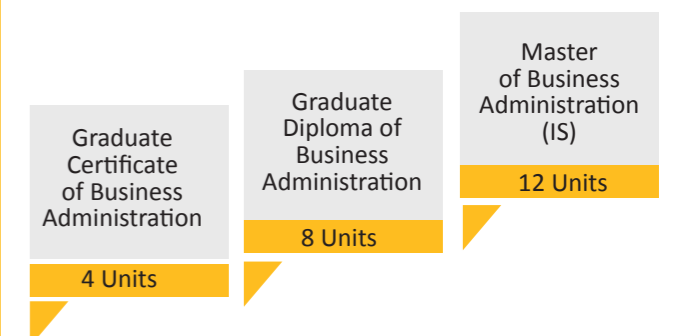 Graduate
Certificate
of Business
Administration
4 Units
Graduate
Diploma of
Business
Administration
8 Units
Master
of Business
Administration
(IS)
12 Units